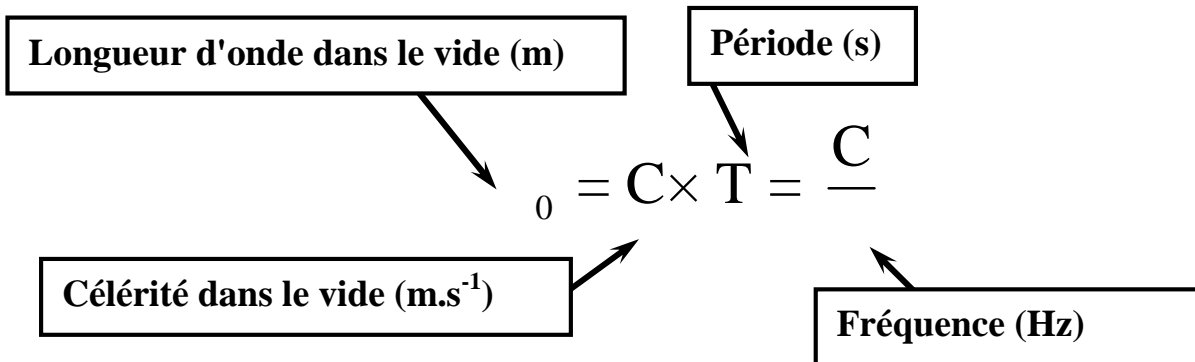 Longueur d'onde dans le vide (m)
Période (s)
₀ = C× T = C
Célérité dans le vide (m.s⁻¹)
Fréquence (Hz)